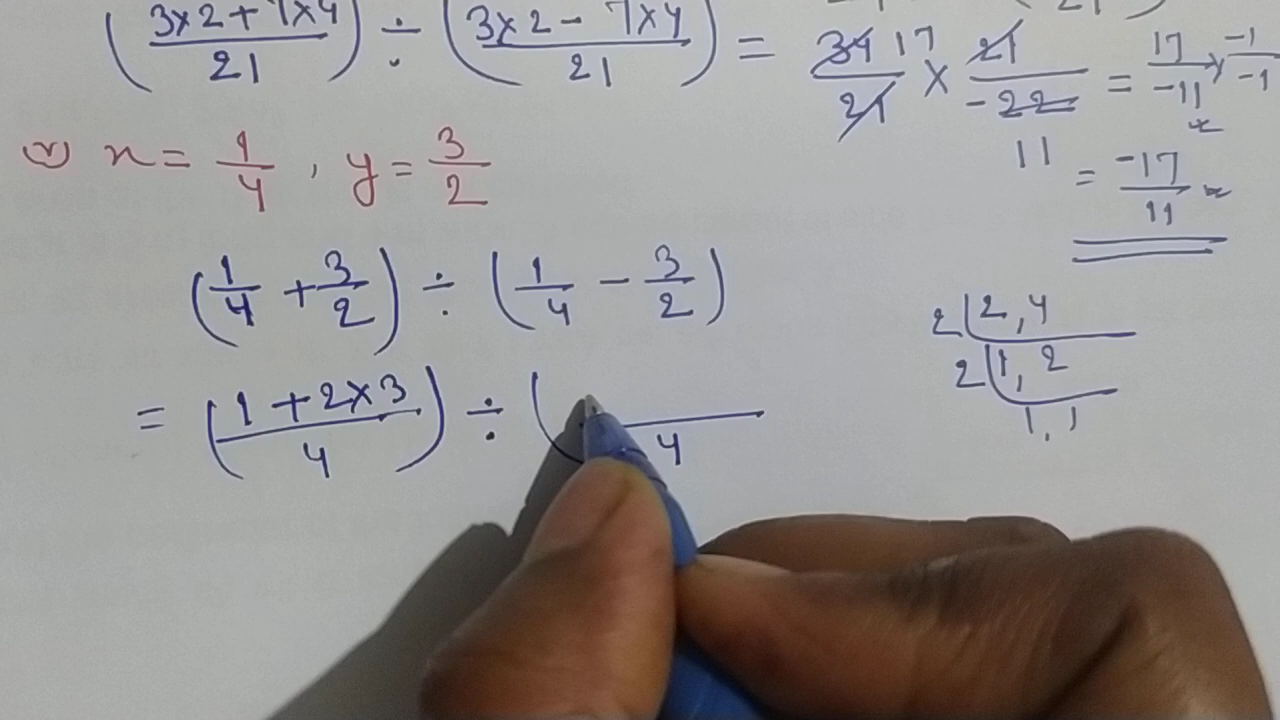 (3×2+7×4/21) ÷ (3×2-7×4/21) = 34 17/21 × 21/-22 11 = 17/-11 × -1/-1
= -17/11
v) x = 1/4, y = 3/2
(1/4 + 3/2) ÷ (1/4 - 3/2)
= (1+2×3/4) ÷ ( /4
2 | 2, 4
2 | 1, 2
1, 1